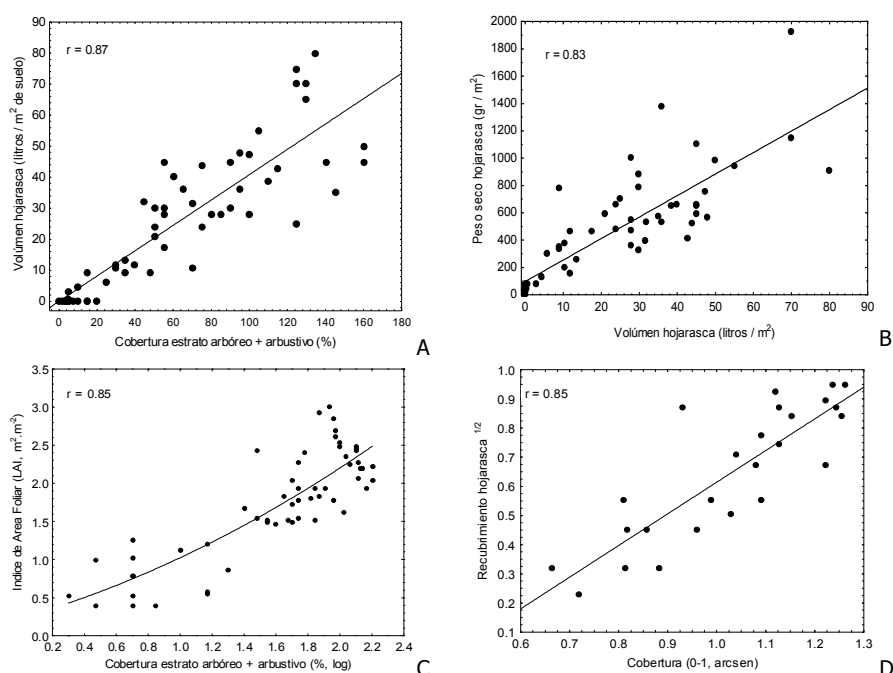 r = 0.87
Volúmen hojarasca (litros / m² de suelo)
90
80
70
60
50
40
30
20
10
0
0 20 40 60 80 100 120 140 160 180
Cobertura estrato arbóreo + arbustivo (%)
A
r = 0.83
Peso seco hojarasca (gr / m²)
2000
1800
1600
1400
1200
1000
800
600
400
200
0
0 10 20 30 40 50 60 70 80 90
Volúmen hojarasca (litros / m²)
B
r = 0.85
Indice de Area Foliar (LAI, m².m⁻²)
3.5
3.0
2.5
2.0
1.5
1.0
0.5
0.0
0.2 0.4 0.6 0.8 1.0 1.2 1.4 1.6 1.8 2.0 2.2 2.4
Cobertura estrato arbóreo + arbustivo (%, log)
C
r = 0.85
Recubrimiento hojarasca ¹/²
1.0
0.9
0.8
0.7
0.6
0.5
0.4
0.3
0.2
0.1
0.6 0.7 0.8 0.9 1.0 1.1 1.2 1.3
Cobertura (0-1, arcsen)
D